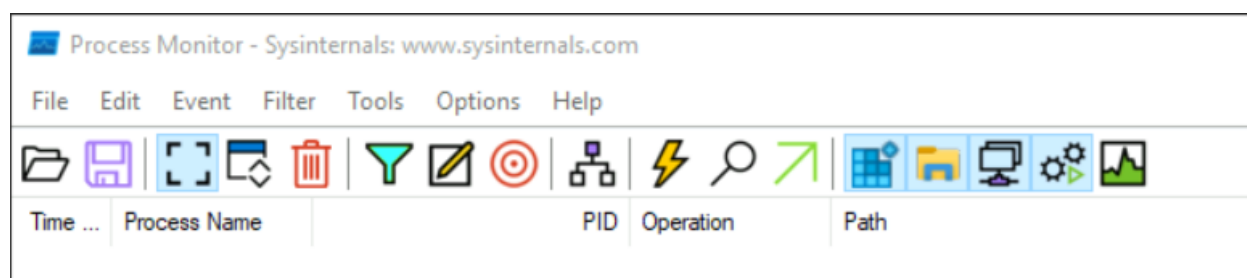 Process Monitor - Sysinternals: www.sysinternals.com
File Edit Event Filter Tools Options Help
Time ... Process Name PID Operation Path